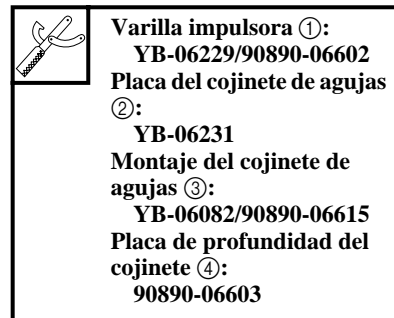 Varilla impulsora ①:
YB-06229/90890-06602
Placa del cojinete de agujas
②:
YB-06231
Montaje del cojinete de
agujas ③:
YB-06082/90890-06615
Placa de profundidad del
cojinete ④:
90890-06603